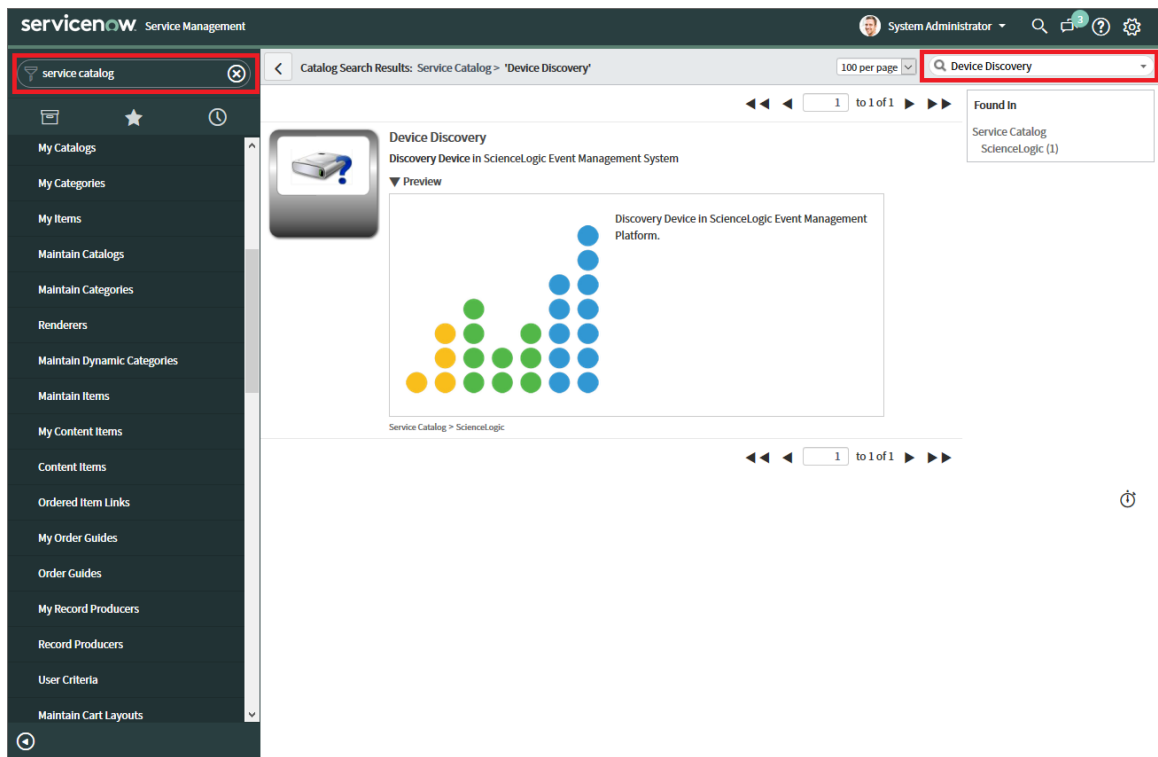 servicenow. Service Management
System Administrator
3
service catalog
Catalog Search Results: Service Catalog > 'Device Discovery'
100 per page
Device Discovery
My Catalogs
My Categories
My Items
Maintain Catalogs
Maintain Categories
Renderers
Maintain Dynamic Categories
Maintain Items
My Content Items
Content Items
Ordered Item Links
My Order Guides
Order Guides
My Record Producers
Record Producers
User Criteria
Maintain Cart Layouts
1 to 1 of 1
Device Discovery
Discovery Device in ScienceLogic Event Management System
Preview
Discovery Device in ScienceLogic Event Management
Platform.
Service Catalog > ScienceLogic
1 to 1 of 1
Found In
Service Catalog
ScienceLogic (1)